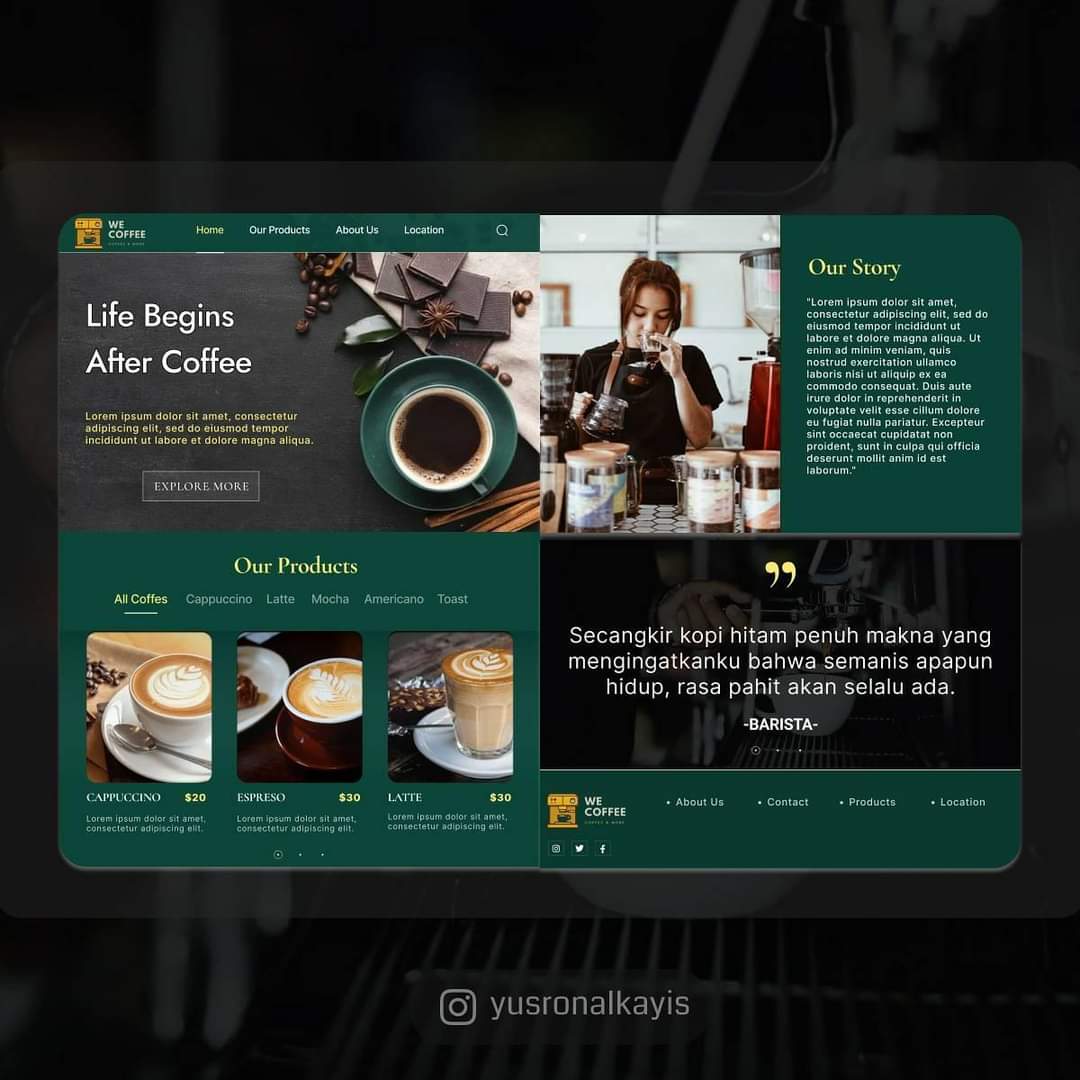 WE
COFFEE
COFFEE & MORE
Home
Our Products
About Us
Location
Life Begins
After Coffee
Lorem ipsum dolor sit amet, consectetur
adipiscing elit, sed do eiusmod tempor
incididunt ut labore et dolore magna aliqua.
EXPLORE MORE
Our Products
All Coffes
Cappuccino
Latte
Mocha
Americano
Toast
CAPPUCCINO $20
Lorem ipsum dolor sit amet,
consectetur adipiscing elit.
ESPRESO $30
Lorem ipsum dolor sit amet,
consectetur adipiscing elit.
LATTE $30
Lorem ipsum dolor sit amet,
consectetur adipiscing elit.
Our Story
"Lorem ipsum dolor sit amet,
consectetur adipiscing elit, sed do
eiusmod tempor incididunt ut
labore et dolore magna aliqua. Ut
enim ad minim veniam, quis
nostrud exercitation ullamco
laboris nisi ut aliquip ex ea
commodo consequat. Duis aute
irure dolor in reprehenderit in
voluptate velit esse cillum dolore
eu fugiat nulla pariatur. Excepteur
sint occaecat cupidatat non
proident, sunt in culpa qui officia
deserunt mollit anim id est
laborum."
”
Secangkir kopi hitam penuh makna yang
mengingatkanku bahwa semanis apapun
hidup, rasa pahit akan selalu ada.
-BARISTA-
WE
COFFEE
COFFEE & MORE
• About Us
• Contact
• Products
• Location
yusronalkayis